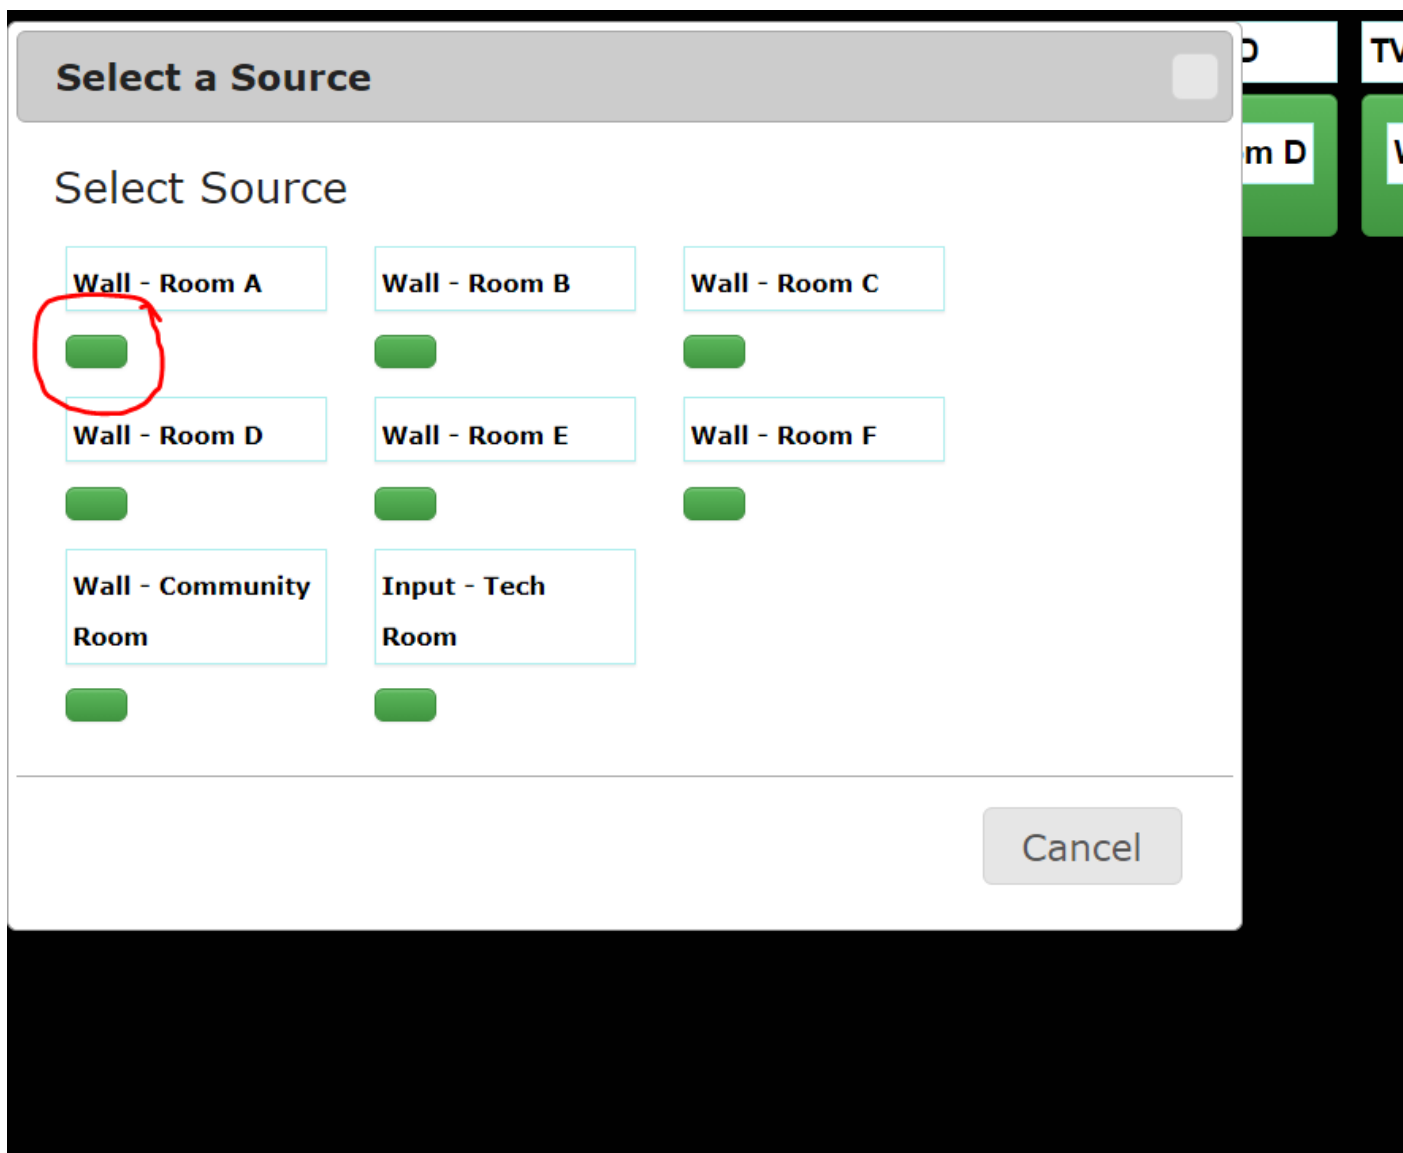 Select a Source
D
TV
m D
Select Source
Wall - Room A
Wall - Room B
Wall - Room C
Wall - Room D
Wall - Room E
Wall - Room F
Wall - Community
Room
Input - Tech
Room
Cancel